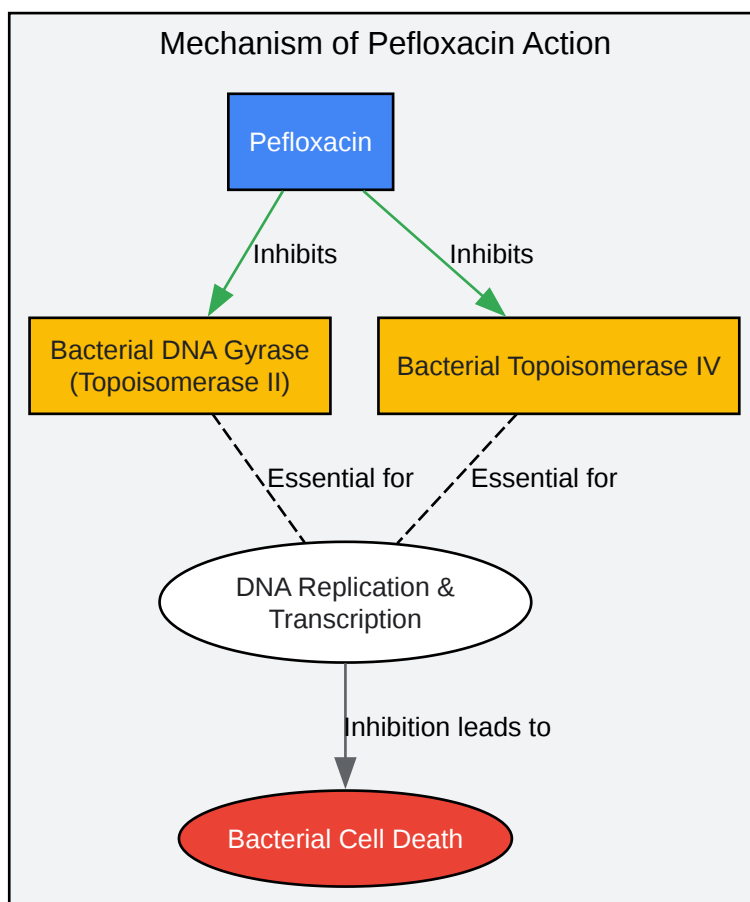 Mechanism of Pefloxacin Action
Pefloxacin
Inhibits
Inhibits
Bacterial DNA Gyrase
(Topoisomerase II)
Bacterial Topoisomerase IV
Essential for
Essential for
DNA Replication &
Transcription
Inhibition leads to
Bacterial Cell Death